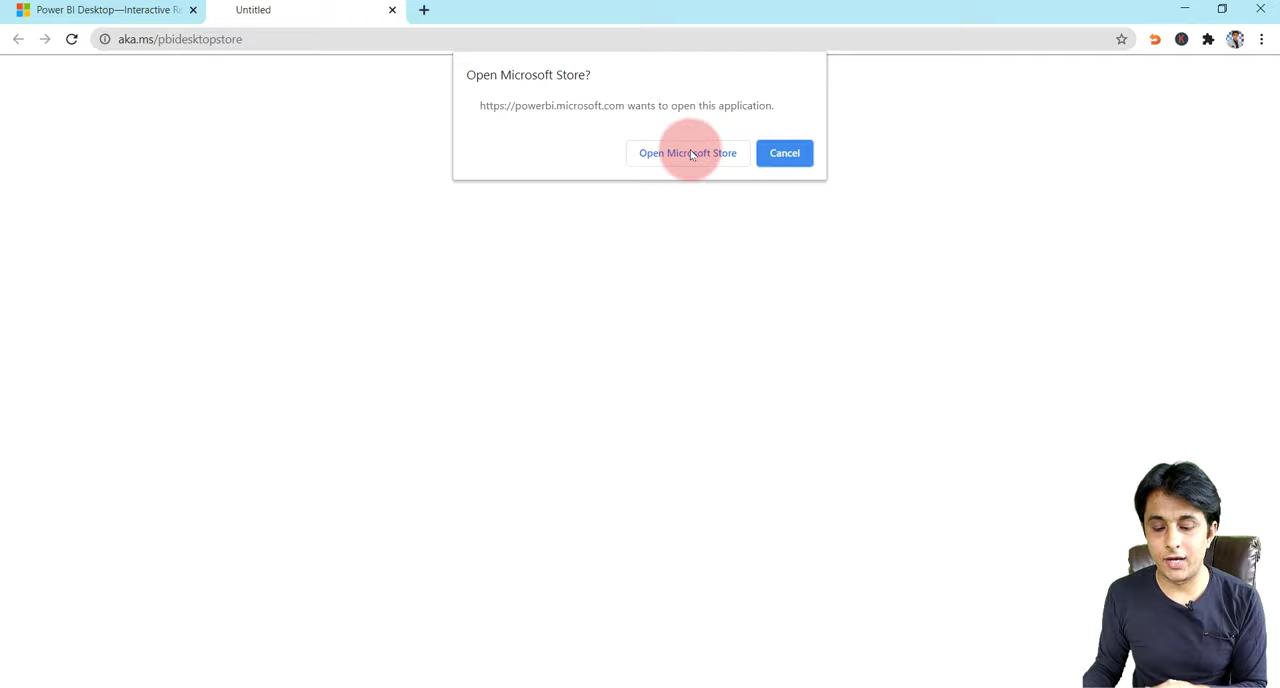 Power BI Desktop—Interactive R
Untitled
aka.ms/pbidesktopstore
Open Microsoft Store?
https://powerbi.microsoft.com wants to open this application.
Open Microsoft Store
Cancel